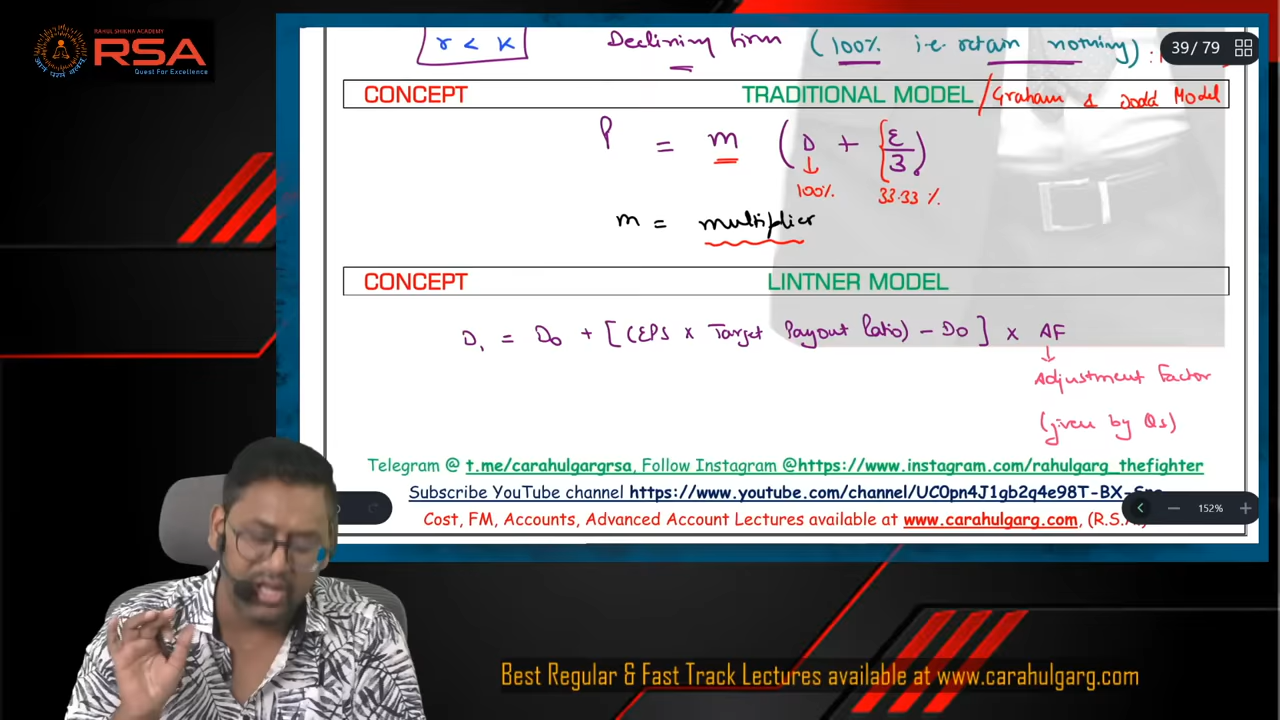 RAHUL SHIKHA ACADEMY
RSA
Quest For Excellence
r < K Declining firm (100% i.e. retain nothing) :
39 / 79
CONCEPT TRADITIONAL MODEL / Graham & Dodd Model
P = m (D + {E/3)
100% 33.33 %
m = multiplier
CONCEPT LINTNER MODEL
D₁ = D₀ + [(EPS x Target Payout Ratio) - D₀] x AF
Adjustment Factor
(given by Qs)
Telegram @ t.me/carahulgargrsa, Follow Instagram @https://www.instagram.com/rahulgarg_thefighter
Subscribe YouTube channel https://www.youtube.com/channel/UC0pn4J1gb2q4e98T-BX-
Cost, FM, Accounts, Advanced Account Lectures available at www.carahulgarg.com, (R.S.A.)
152%
Best Regular & Fast Track Lectures available at www.carahulgarg.com